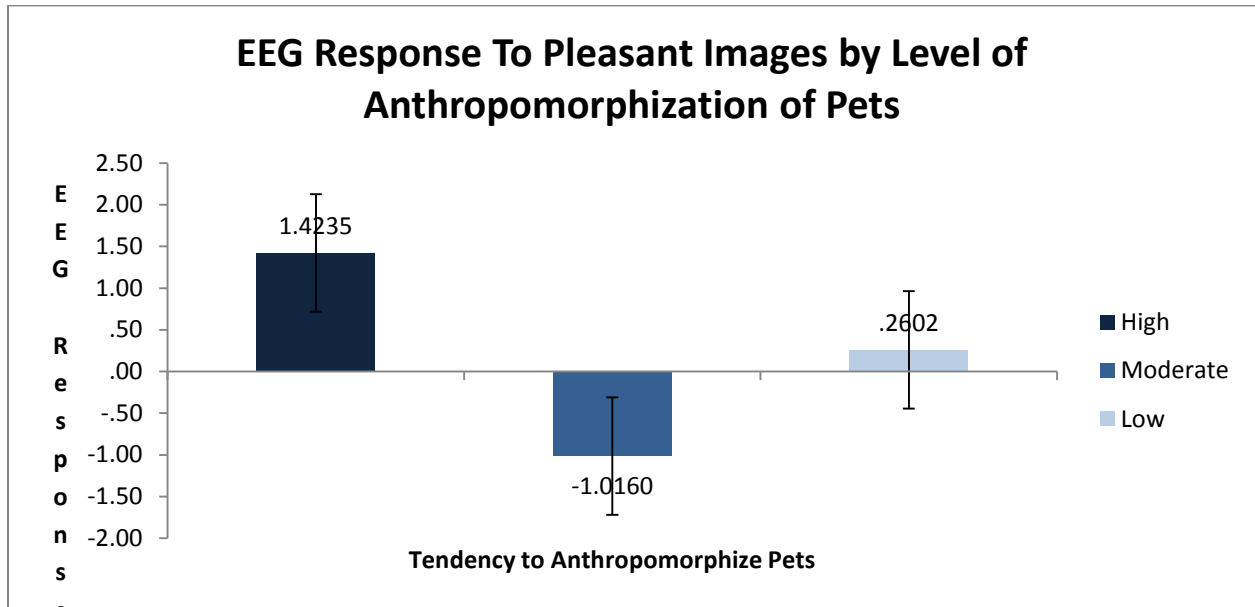 EEG Response To Pleasant Images by Level of
Anthropomorphization of Pets
EEG Respons
2.50
2.00
1.50
1.00
.50
.00
-.50
-1.00
-1.50
-2.00
1.4235
-1.0160
.2602
Tendency to Anthropomorphize Pets
High
Moderate
Low